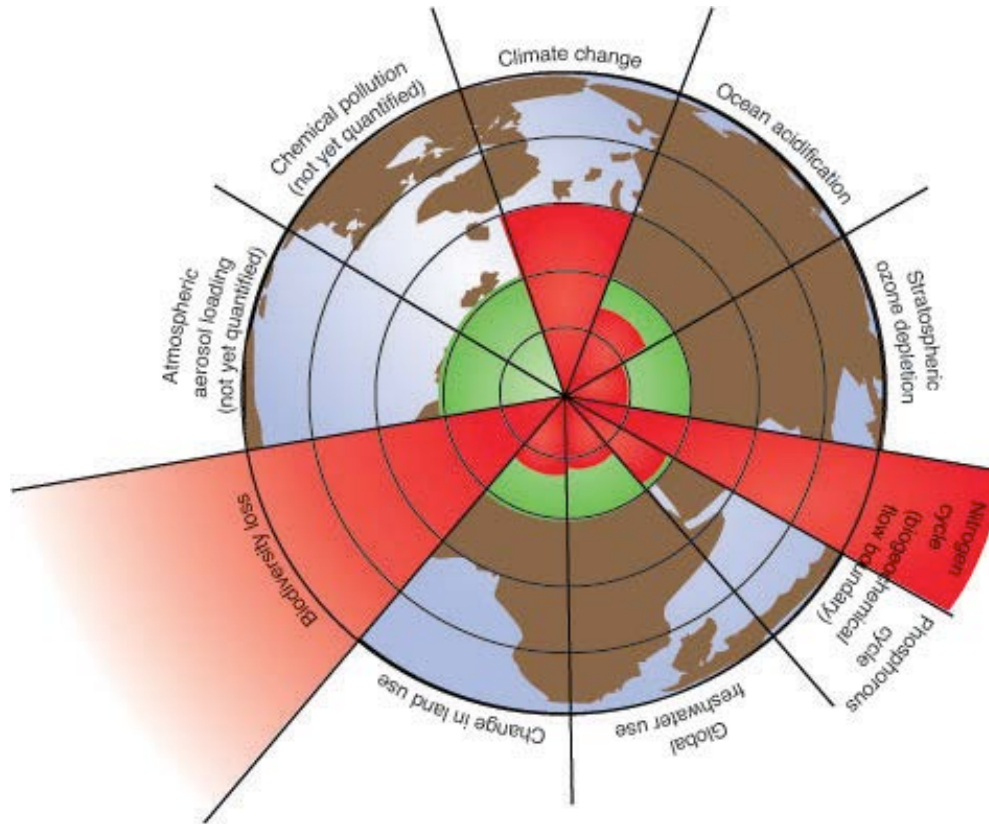 Climate change
Ocean acidification
Stratospheric
ozone depletion
Nitrogen
cycle
(biogeochemical
flow boundary)
Phosphorous
cycle
Global
freshwater use
Change in land use
Biodiversity loss
Atmospheric
aerosol loading
(not yet quantified)
Chemical pollution
(not yet quantified)